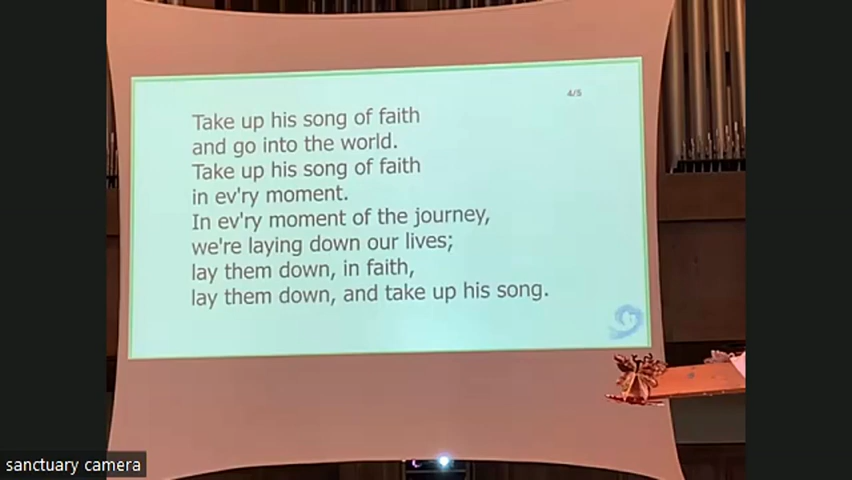 4/5
Take up his song of faith
and go into the world.
Take up his song of faith
in ev'ry moment.
In ev'ry moment of the journey,
we're laying down our lives;
lay them down, in faith,
lay them down, and take up his song.
sanctuary camera